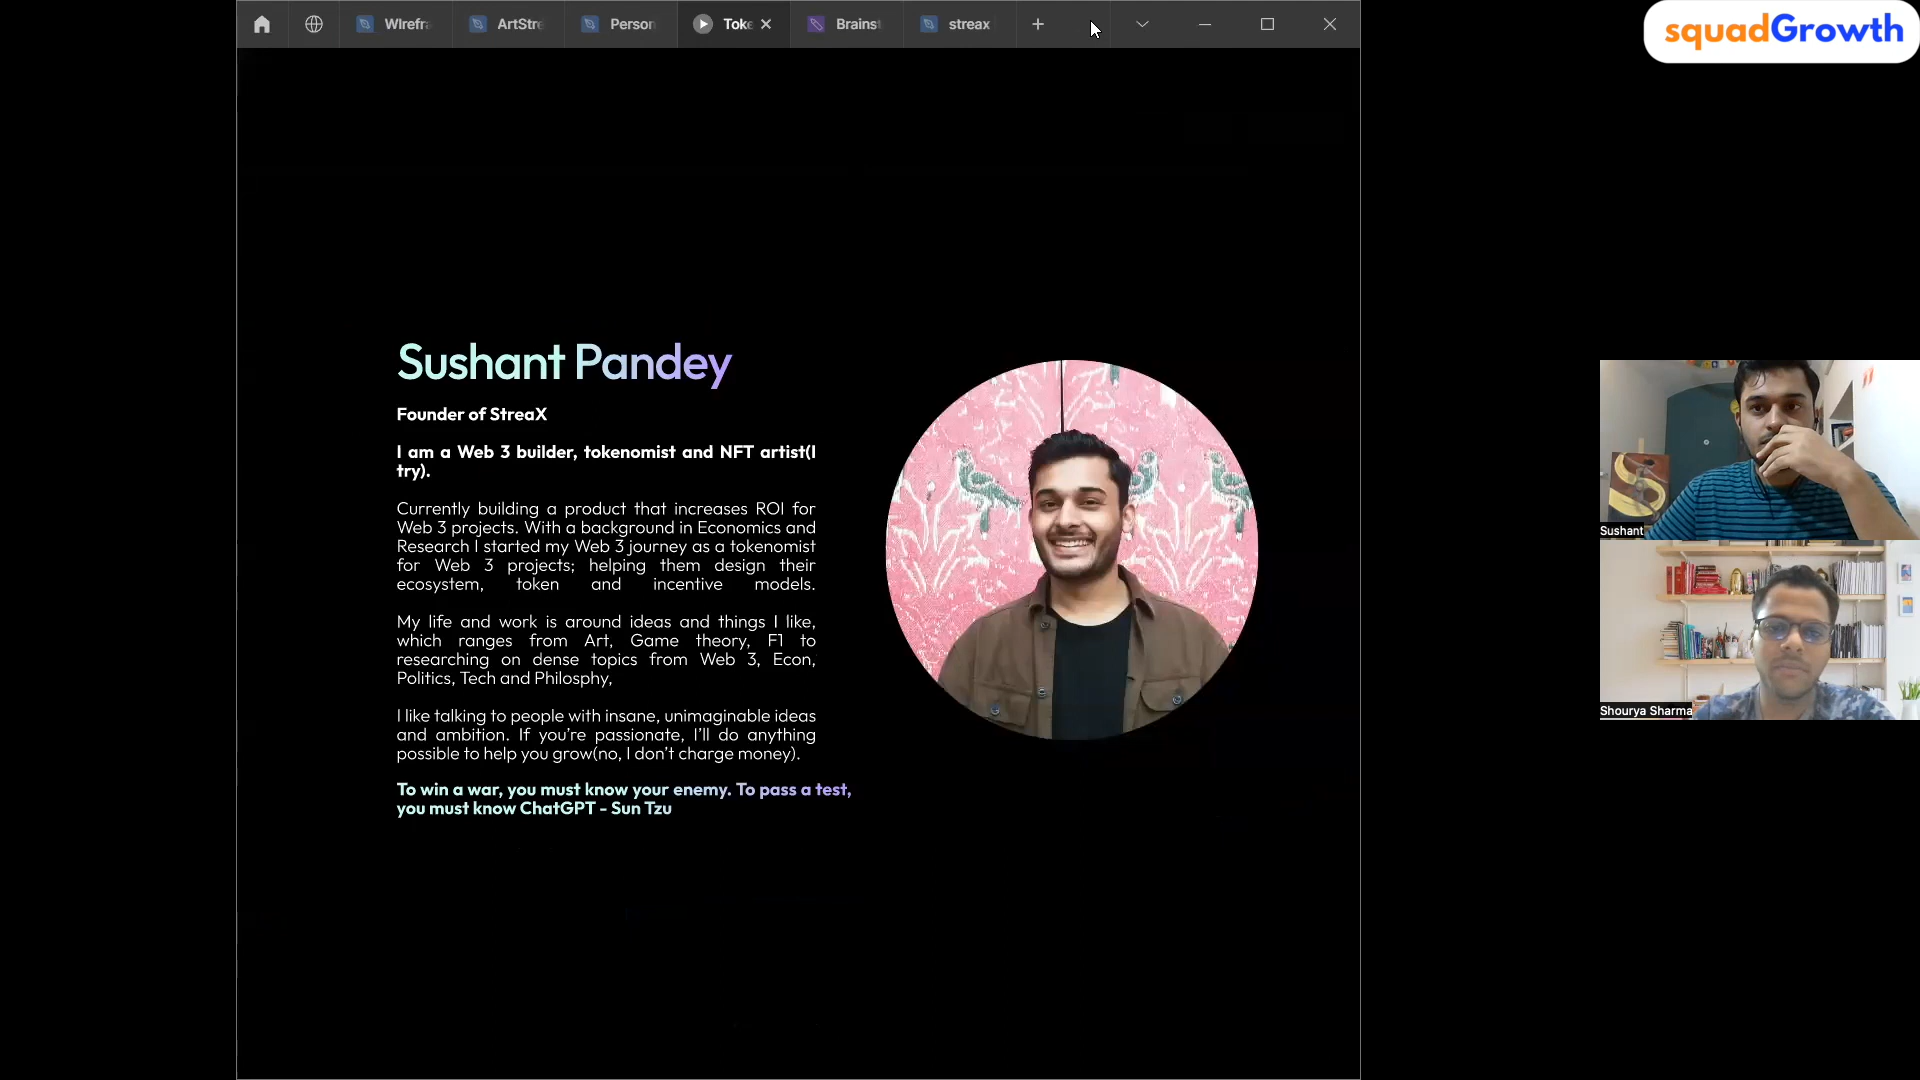 WIrefra
ArtStre
Person
Toke
Brainst
streax
squadGrowth
Sushant Pandey
Founder of StreaX
I am a Web 3 builder, tokenomist and NFT artist(I
try).
Currently building a product that increases ROI for
Web 3 projects. With a background in Economics and
Research I started my Web 3 journey as a tokenomist
for Web 3 projects; helping them design their
ecosystem, token and incentive models.
My life and work is around ideas and things I like,
which ranges from Art, Game theory, F1 to
researching on dense topics from Web 3, Econ,
Politics, Tech and Philosphy,
I like talking to people with insane, unimaginable ideas
and ambition. If you're passionate, I'll do anything
possible to help you grow(no, I don't charge money).
To win a war, you must know your enemy. To pass a test,
you must know ChatGPT - Sun Tzu
Sushant
Shourya Sharma